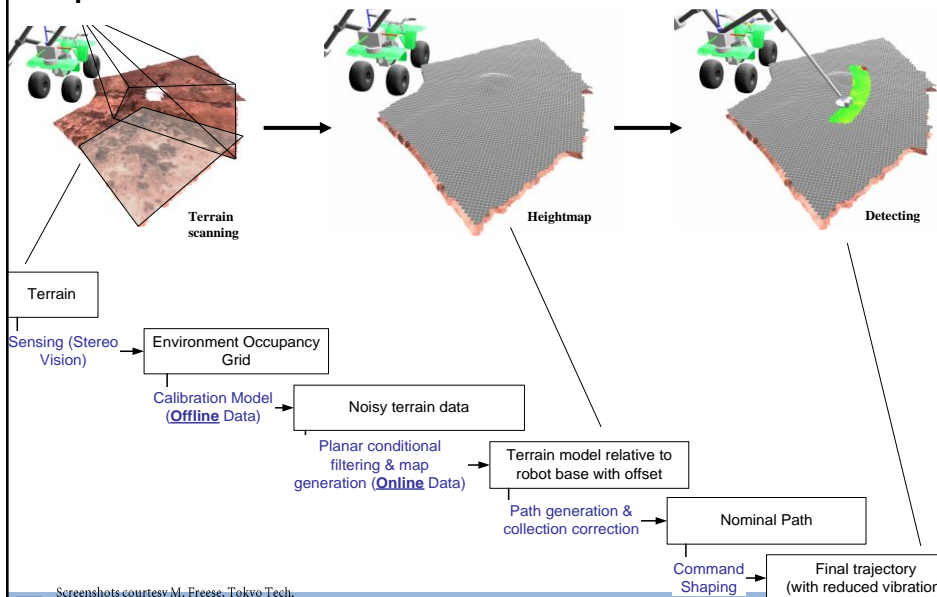 Terrain
scanning
Heightmap
Detecting
Terrain
Sensing (Stereo
Vision)
Environment Occupancy
Grid
Calibration Model
(Offline Data)
Noisy terrain data
Planar conditional
filtering & map
generation (Online Data)
Terrain model relative to
robot base with offset
Path generation &
collection correction
Nominal Path
Command
Shaping
Final trajectory
(with reduced vibration
Screenshots courtesy M. Freese, Tokyo Tech.